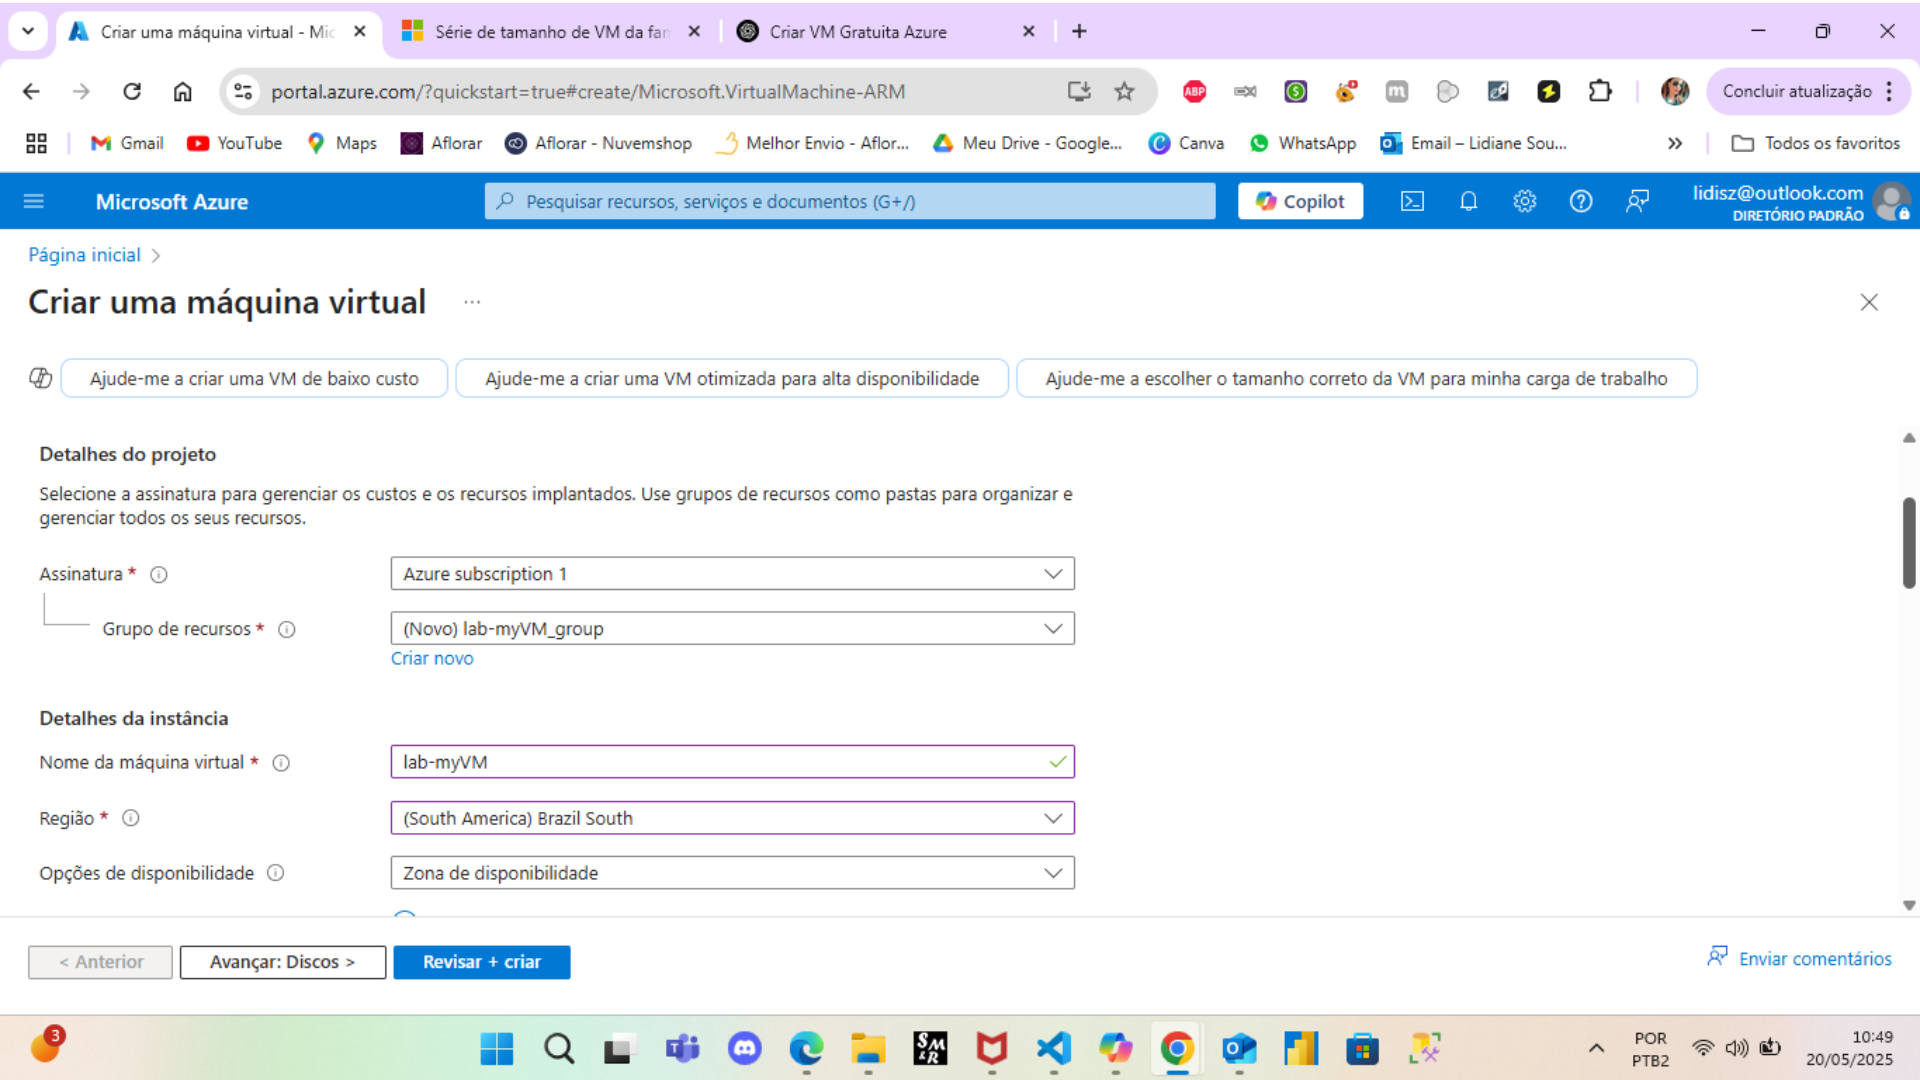 Criar uma máquina virtual - Mic
Série de tamanho de VM da fam
Criar VM Gratuita Azure
portal.azure.com/?quickstart=true#create/Microsoft.VirtualMachine-ARM
ABP
Concluir atualização
Gmail
YouTube
Maps
Aflorar
Aflorar - Nuvemshop
Melhor Envio - Aflor...
Meu Drive - Google...
Canva
WhatsApp
Email – Lidiane Sou...
Todos os favoritos
Microsoft Azure
Pesquisar recursos, serviços e documentos (G+/)
Copilot
lidisz@outlook.com
DIRETÓRIO PADRÃO
Página inicial >
Criar uma máquina virtual ...
Ajude-me a criar uma VM de baixo custo
Ajude-me a criar uma VM otimizada para alta disponibilidade
Ajude-me a escolher o tamanho correto da VM para minha carga de trabalho
Detalhes do projeto
Selecione a assinatura para gerenciar os custos e os recursos implantados. Use grupos de recursos como pastas para organizar e
gerenciar todos os seus recursos.
Assinatura *
Azure subscription 1
Grupo de recursos *
(Novo) lab-myVM_group
Criar novo
Detalhes da instância
Nome da máquina virtual *
lab-myVM
Região *
(South America) Brazil South
Opções de disponibilidade
Zona de disponibilidade
< Anterior
Avançar: Discos >
Revisar + criar
Enviar comentários
3
SM
&R
POR
PTB2
10:49
20/05/2025